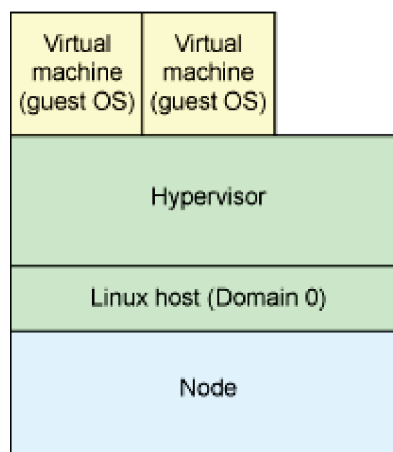 Virtual
machine
(guest OS)
Virtual
machine
(guest OS)
Hypervisor
Linux host (Domain 0)
Node